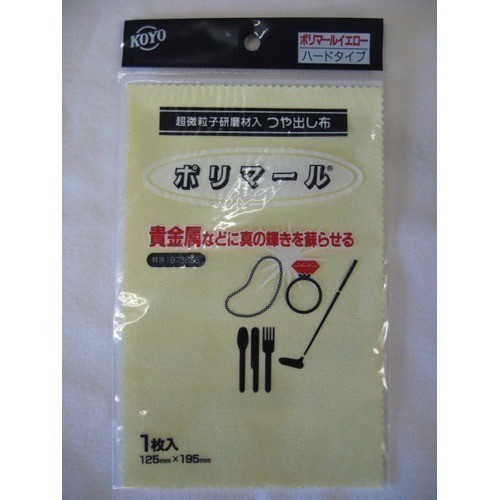 KOYO
ポリマールイエロー
ハードタイプ
超微粒子研磨材入 つや出し布
ポリマール®
貴金属などに真の輝きを蘇らせる
1枚入
125mm×195mm